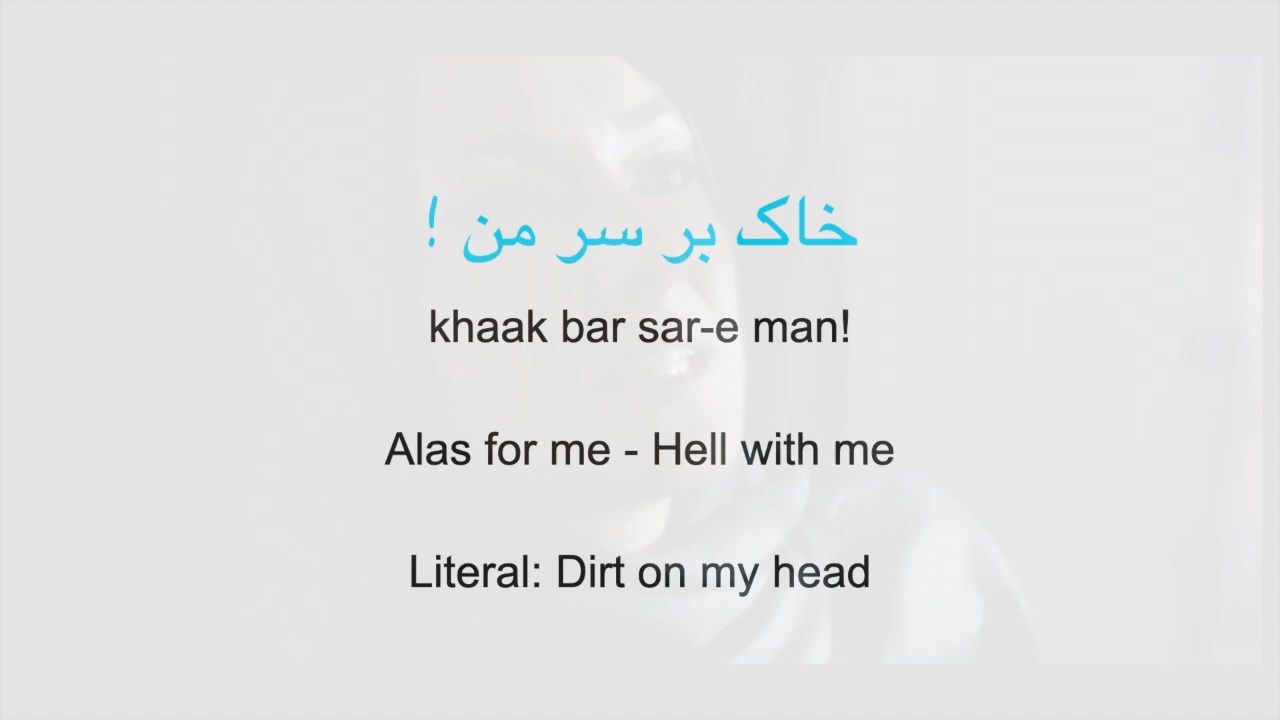 خاک بر سر من !
khaak bar sar-e man!
Alas for me - Hell with me
Literal: Dirt on my head